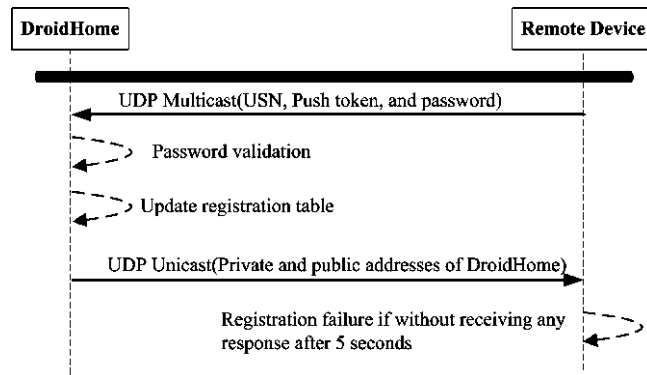 DroidHome
Remote Device
UDP Multicast(USN, Push token, and password)
Password validation
Update registration table
UDP Unicast(Private and public addresses of DroidHome)
Registration failure if without receiving any
response after 5 seconds